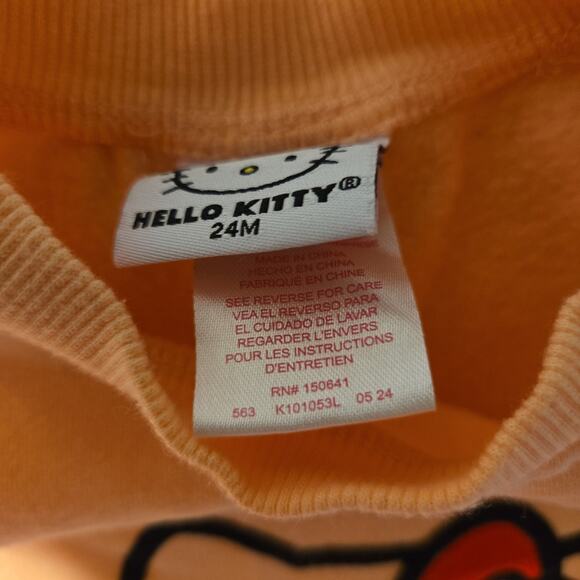 HELLO KITTY®
24M
MADE IN CHINA
HECHO EN CHINA
FABRIQUÉ EN CHINE
SEE REVERSE FOR CARE
VEA EL REVERSO PARA
EL CUIDADO DE LAVAR
REGARDER L'ENVERS
POUR LES INSTRUCTIONS
D'ENTRETIEN
RN# 150641
563 K101053L 05 24